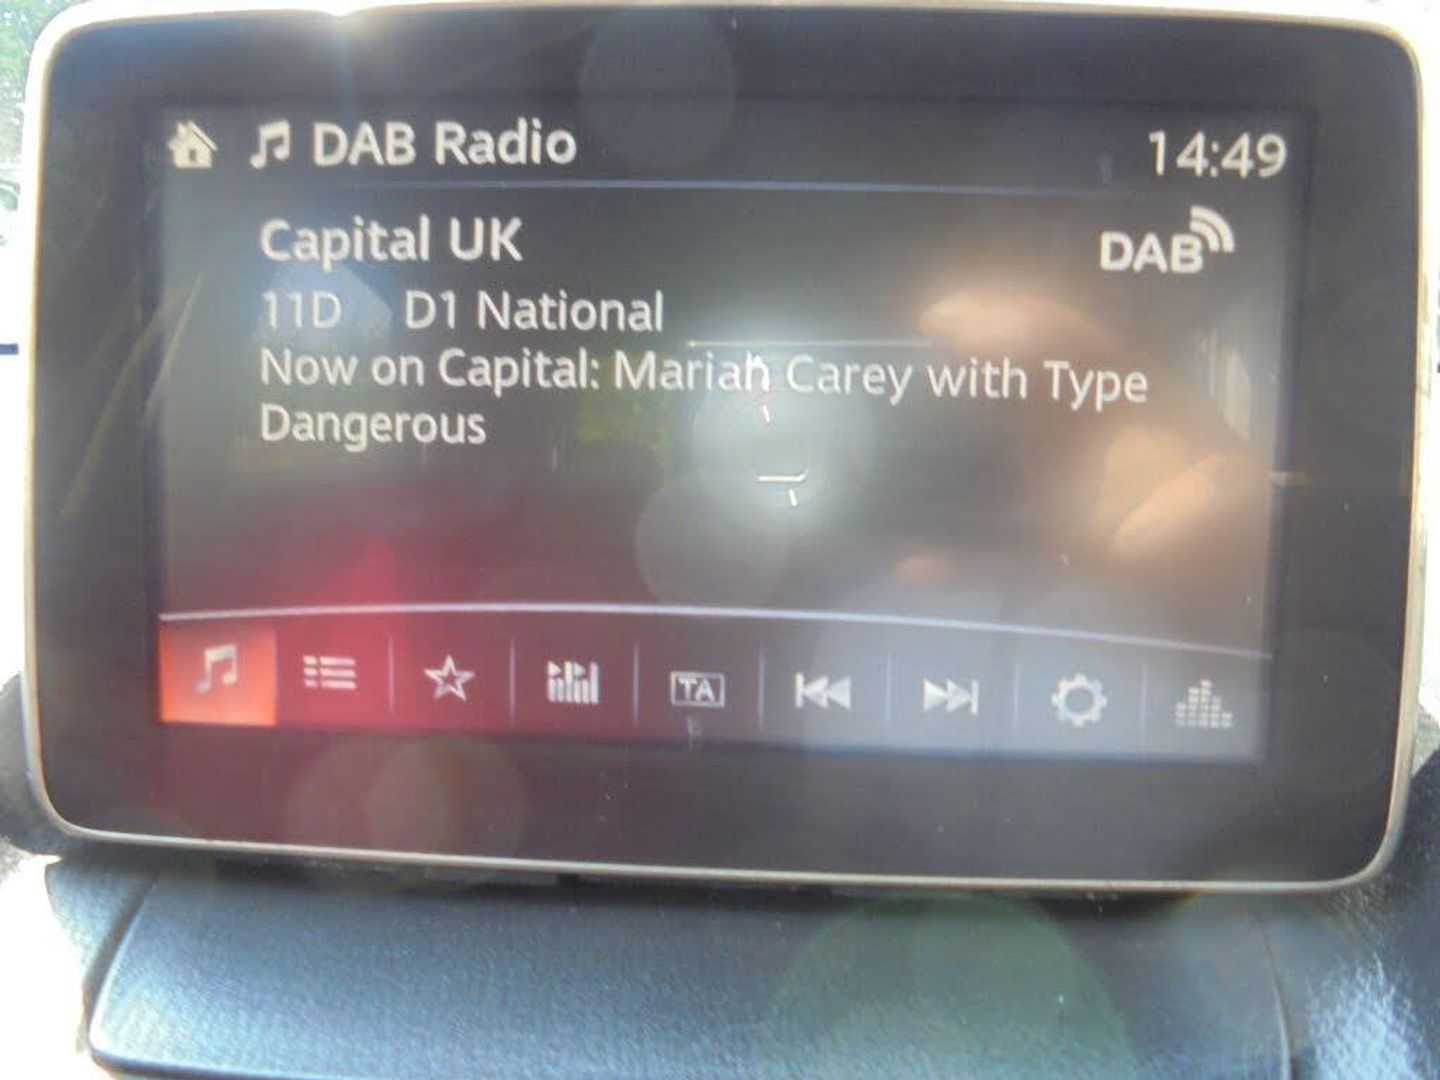 DAB Radio 14:49
Capital UK DAB
11D D1 National
Now on Capital: Mariah Carey with Type
Dangerous
TA